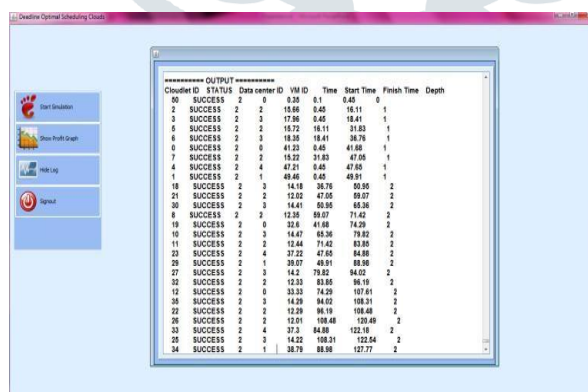 Deadline Optimal Scheduling Clouds
Start Simulation
Show Profit Graph
Hide Log
Signout
========== OUTPUT ==========
Cloudlet ID STATUS Data center ID VM ID Time Start Time Finish Time Depth
50 SUCCESS 2 0 0.35 0.1 0.45 0
2 SUCCESS 2 2 15.66 0.45 16.11 1
3 SUCCESS 2 3 17.96 0.45 18.41 1
5 SUCCESS 2 2 15.72 16.11 31.83 1
6 SUCCESS 2 3 18.35 18.41 36.76 1
0 SUCCESS 2 0 41.23 0.45 41.68 1
7 SUCCESS 2 2 15.22 31.83 47.05 1
4 SUCCESS 2 4 47.21 0.45 47.65 1
1 SUCCESS 2 1 49.46 0.45 49.91 1
18 SUCCESS 2 3 14.18 36.76 50.95 2
21 SUCCESS 2 2 12.02 47.05 59.07 2
30 SUCCESS 2 3 14.41 50.95 65.36 2
8 SUCCESS 2 2 12.35 59.07 71.42 2
19 SUCCESS 2 0 32.6 41.68 74.29 2
10 SUCCESS 2 3 14.47 65.36 79.82 2
11 SUCCESS 2 2 12.44 71.42 83.85 2
23 SUCCESS 2 4 37.22 47.65 84.88 2
29 SUCCESS 2 1 39.07 49.91 88.98 2
27 SUCCESS 2 3 14.2 79.82 94.02 2
32 SUCCESS 2 2 12.33 83.85 96.19 2
12 SUCCESS 2 0 33.33 74.29 107.61 2
35 SUCCESS 2 3 14.29 94.02 108.31 2
22 SUCCESS 2 2 12.29 96.19 108.48 2
26 SUCCESS 2 2 12.01 108.48 120.49 2
33 SUCCESS 2 4 37.3 84.88 122.18 2
25 SUCCESS 2 3 14.22 108.31 122.54 2
34 SUCCESS 2 1 38.79 88.98 127.77 2